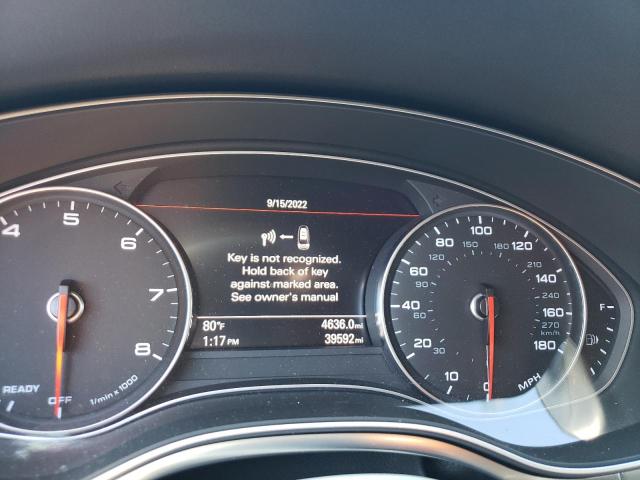 9/15/2022
Key is not recognized.
Hold back of key
against marked area.
See owner's manual
80°F 4636.0mi
1:17 PM 39592mi
4 5 6 7 8
READY OFF 1/min x 1000
0 10 20 40 60 80 100 120 140 160 180
30 60 90 120 150 180 210 240 270
km/h
MPH
F